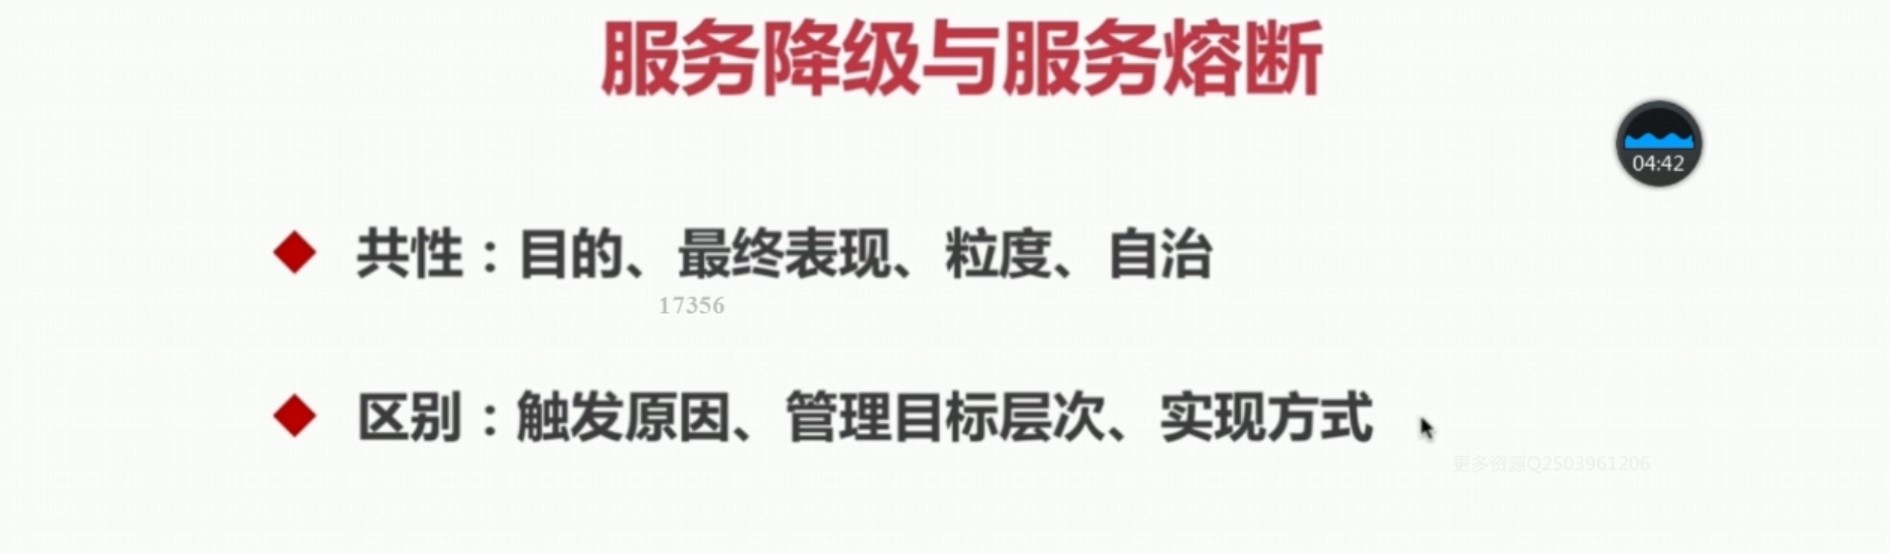 服务降级与服务熔断
04:42
共性：目的、最终表现、粒度、自治
17356
区别：触发原因、管理目标层次、实现方式
更多资源Q2503961206